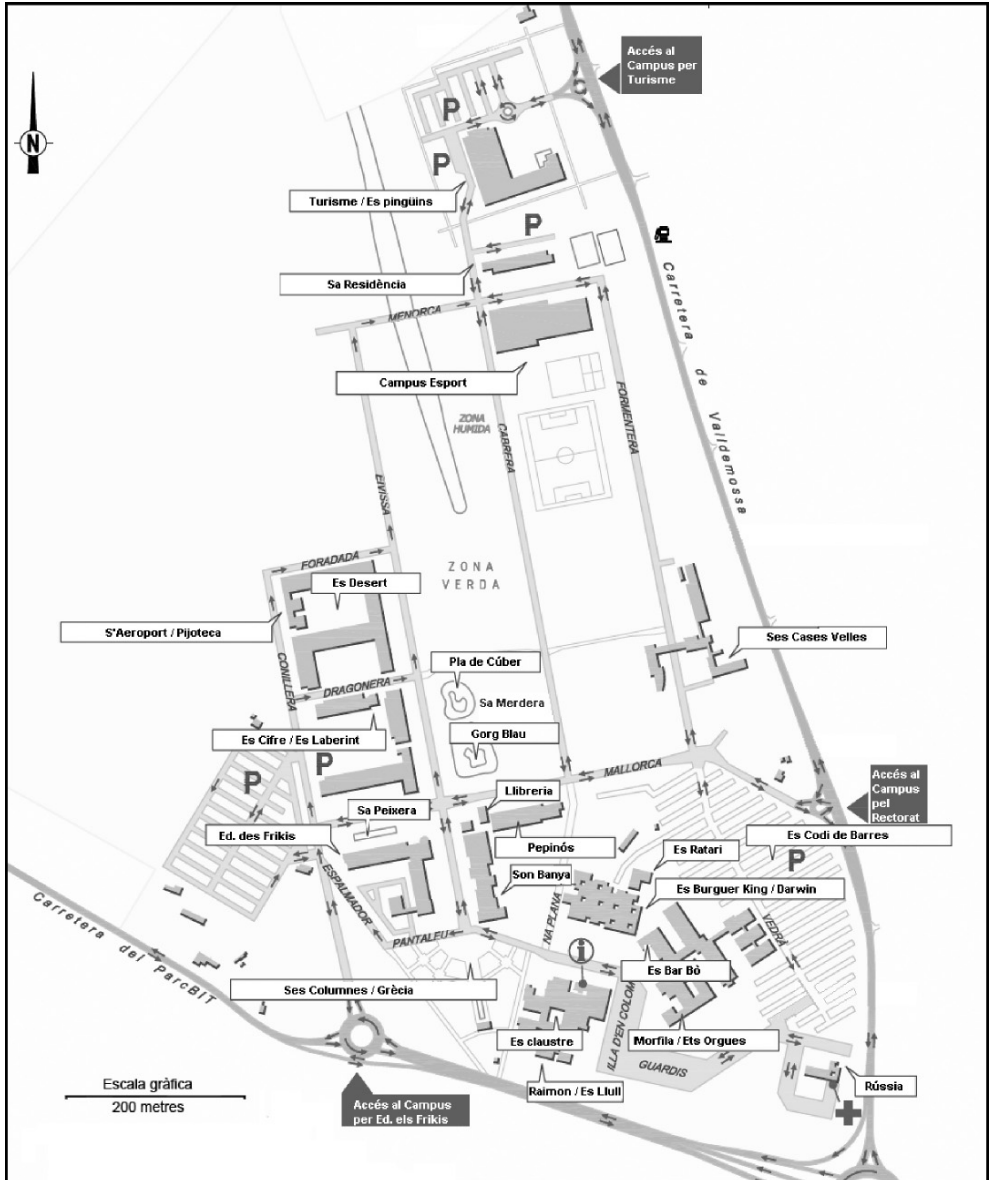 Accés al
Campus per
Turisme
N
P
P
Turisme / Es pingüins
P
Sa Residència
Carretera de Valldemossa
MENORCA
Campus Esport
FORMENTERA
ZONA
HUMIDA
CABRERA
EIVISSA
FORADADA
ZONA
VERDA
Es Desert
S'Aeroport / Pijoteca
Ses Cases Velles
CONILLERA
Pla de Cúber
DRAGONERA
Sa Merdera
Es Cifre / Es Laberint
Gorg Blau
P
P
MALLORCA
Accés al
Campus
pel
Rectorat
Llibreria
Sa Peixera
Ed. des Frikis
Es Codi de Barres
Pepinós
Es Ratari
P
Son Banya
Es Burguer King / Darwin
ESPALMADOR
NA PLANA
VEDRÀ
PANTALEU
Carretera del ParcBIT
i
Es Bar Bò
Ses Columnes / Grècia
ILLA D'EN COLOM
Es claustre
Morfila / Ets Orgues
GUARDIS
Raimon / Es Llull
Rússia
Escala gràfica
200 metres
Accés al Campus
per Ed. els Frikis